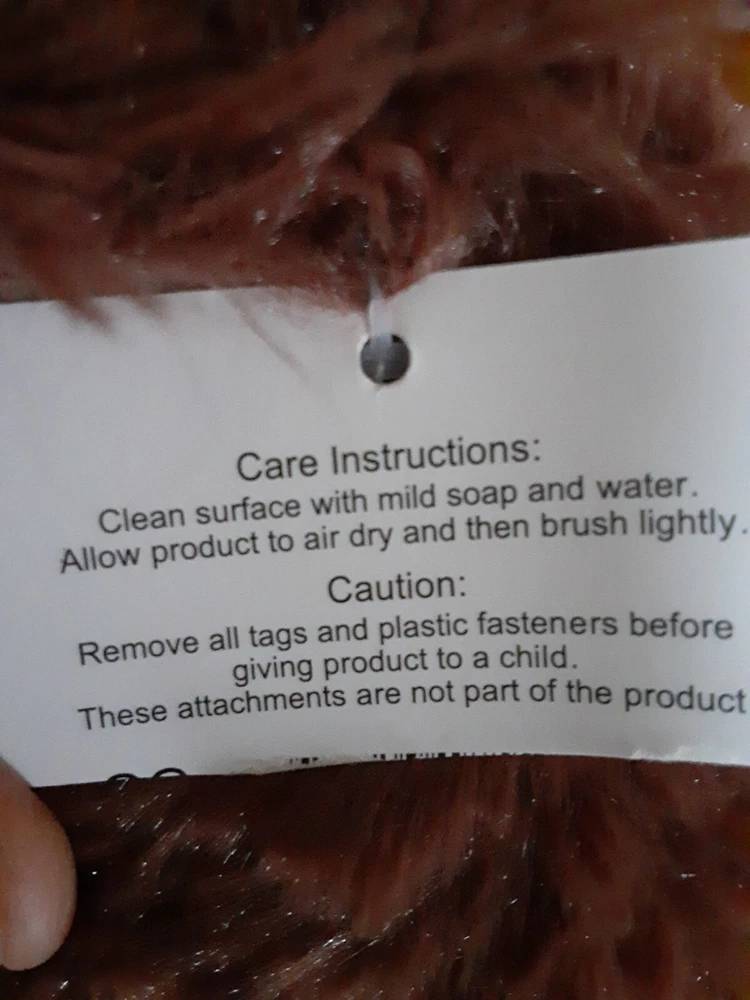 Care Instructions:
Clean surface with mild soap and water.
Allow product to air dry and then brush lightly.
Caution:
Remove all tags and plastic fasteners before
giving product to a child.
These attachments are not part of the product